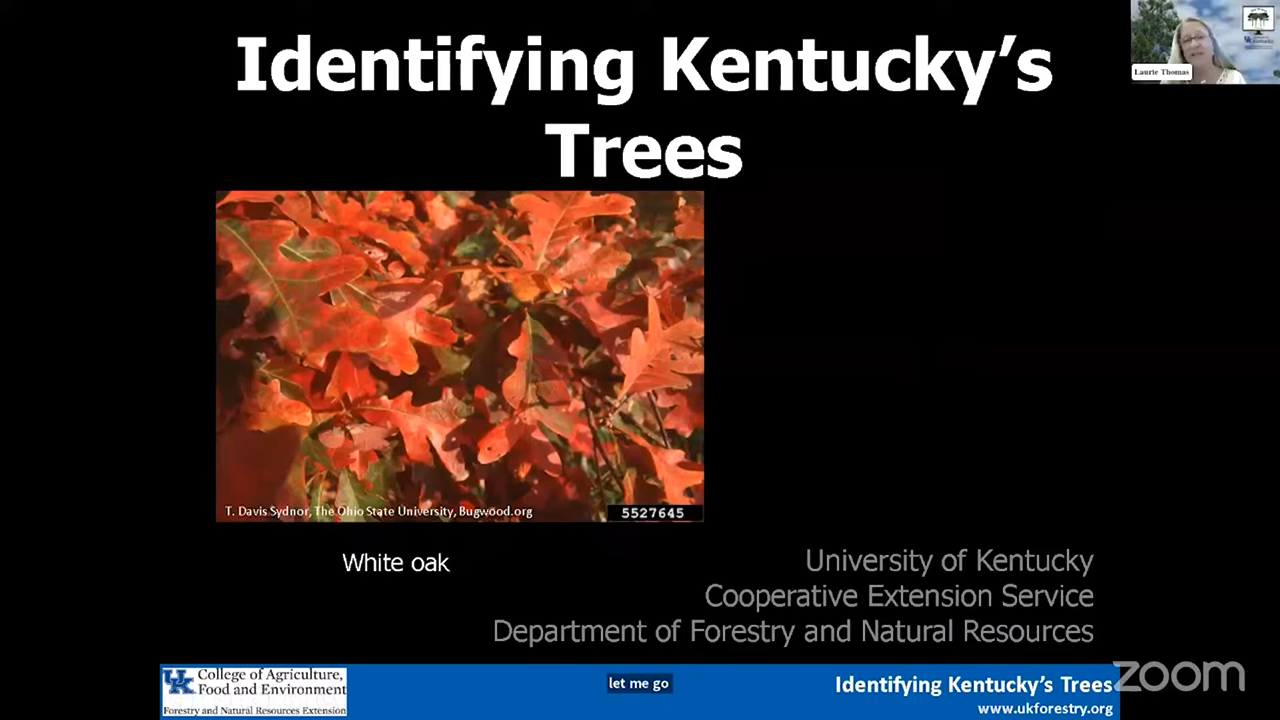 Identifying Kentucky's
Trees
Laurie Thomas
T. Davis Sydnor, The Ohio State University, Bugwood.org
5527645
White oak
University of Kentucky
Cooperative Extension Service
Department of Forestry and Natural Resources
UK College of Agriculture,
Food and Environment
Forestry and Natural Resources Extension
let me go
Identifying Kentucky's Trees
www.ukforestry.org
zoom